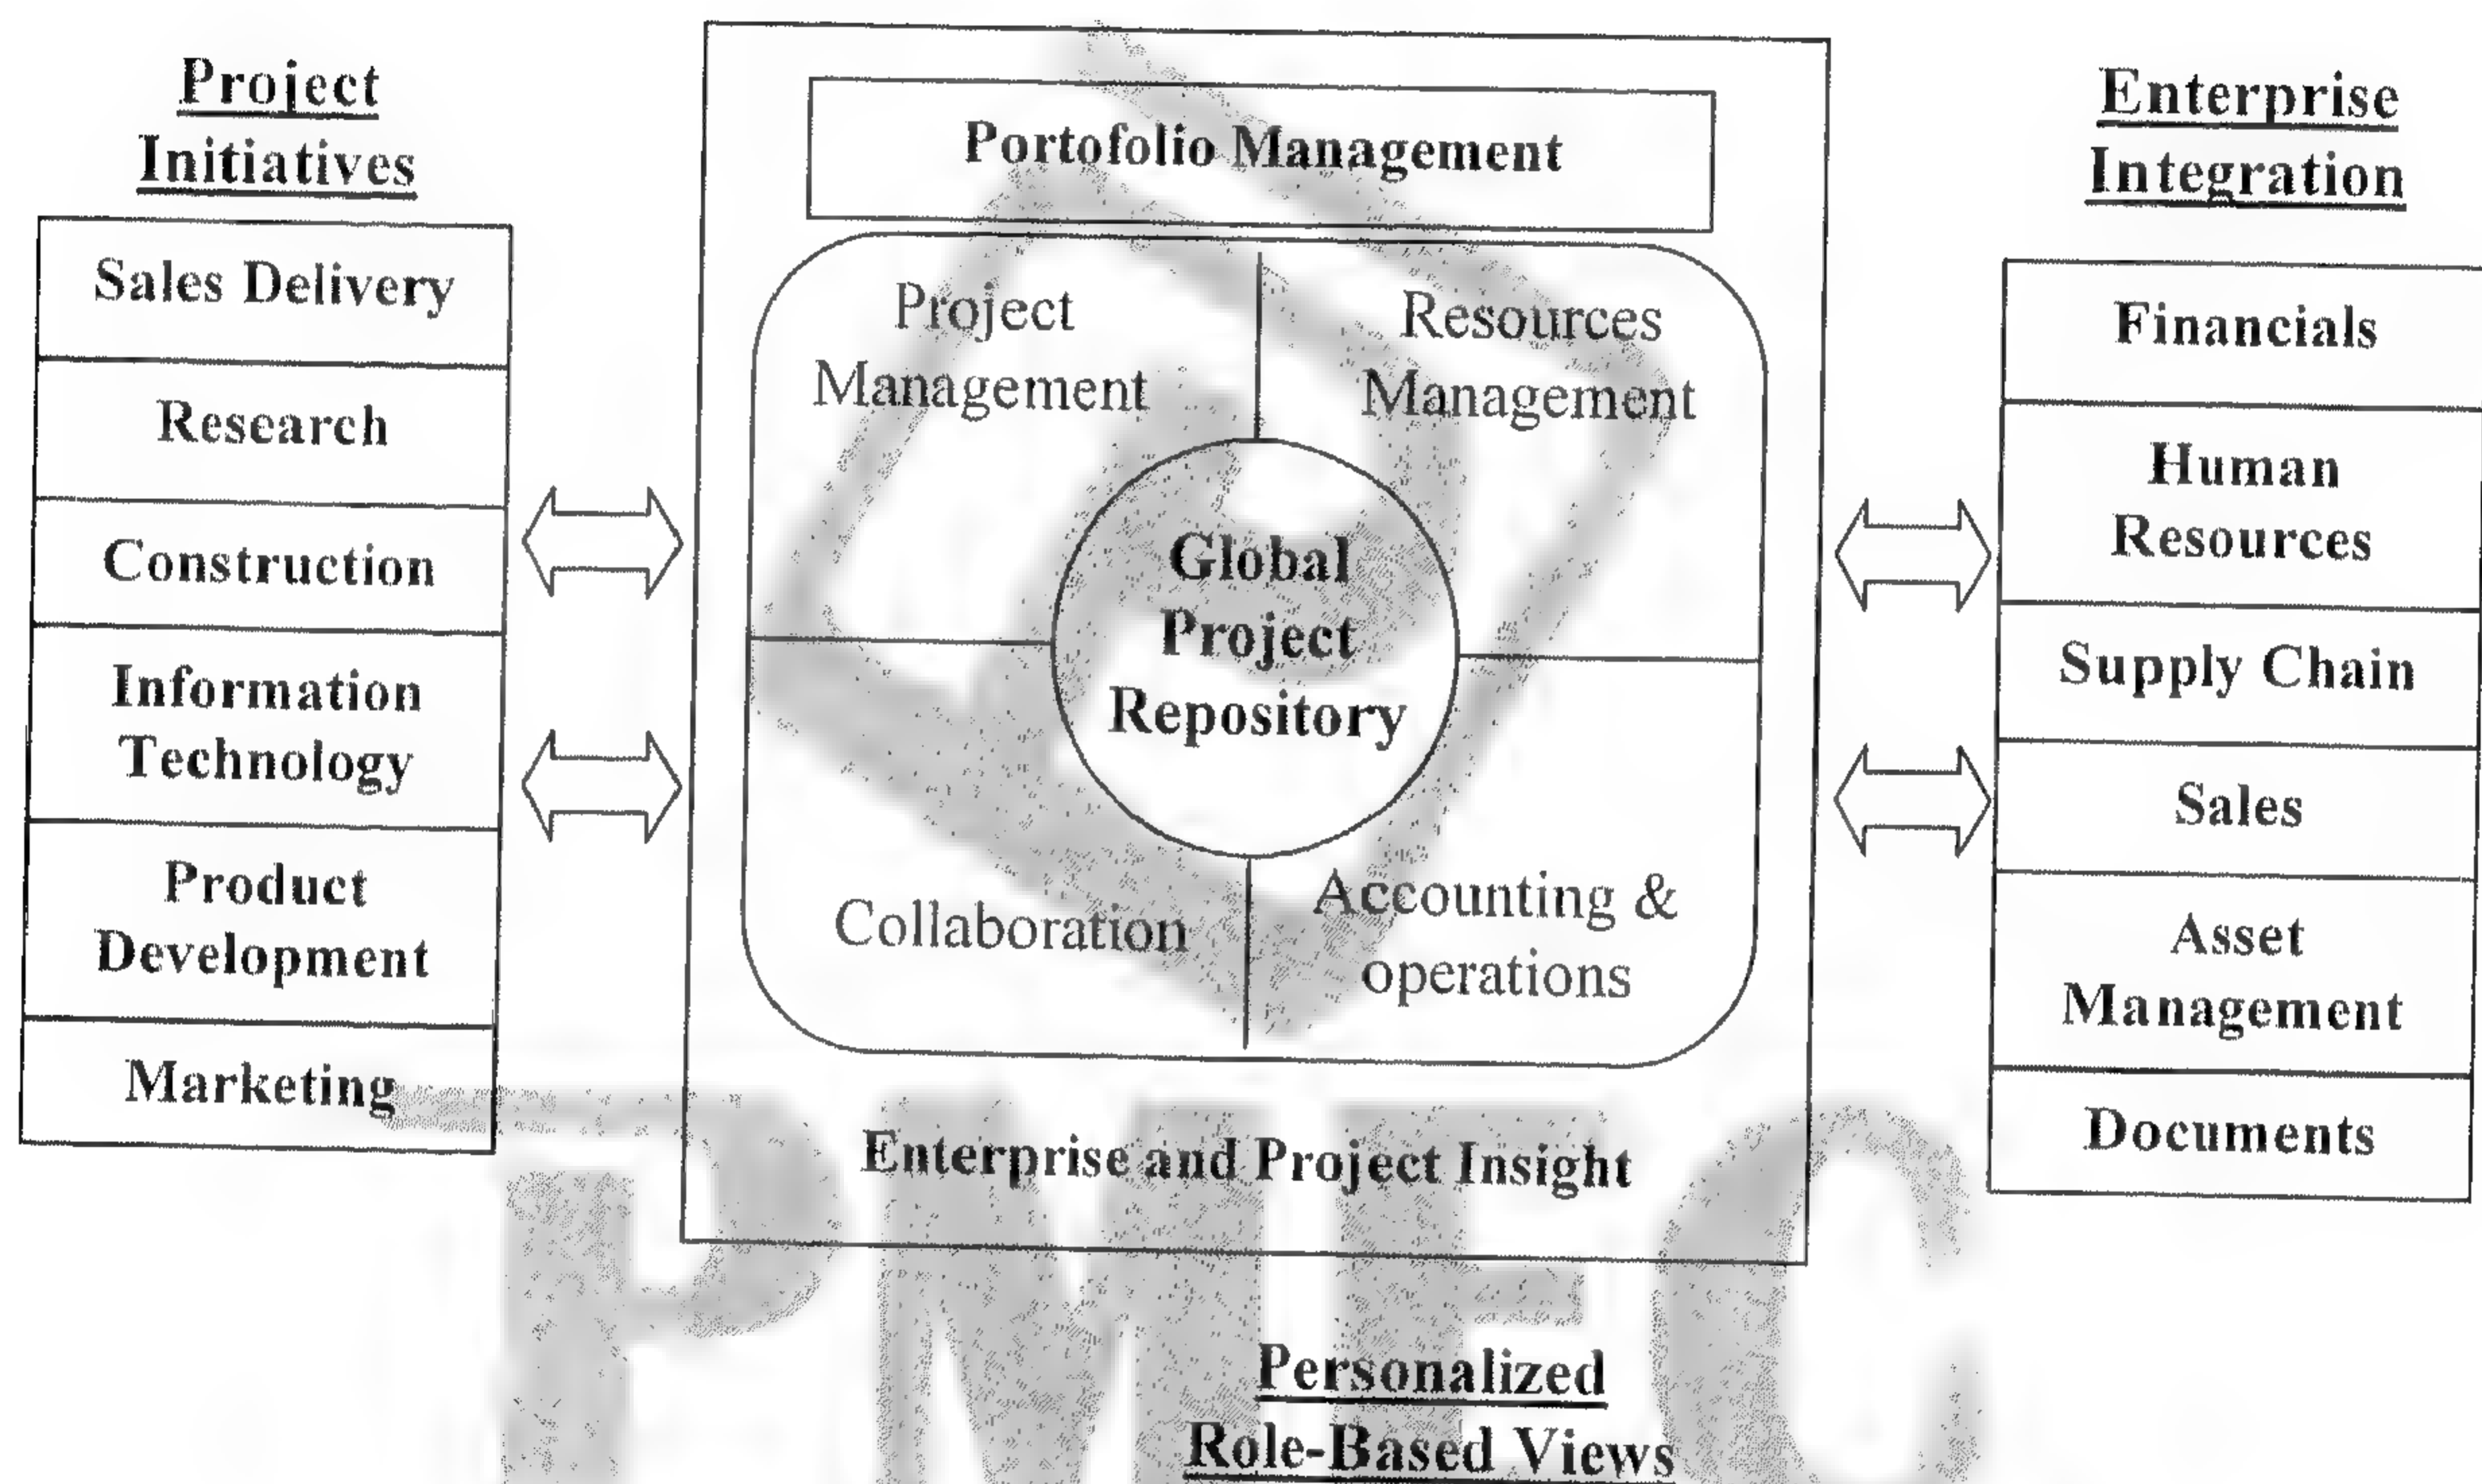 Project
Initiatives
Sales Delivery
Research
Construction
Information
Technology
Product
Development
Marketing
Portofolio Management
Project
Management
Resources
Management
Global
Project
Repository
Collaboration
Accounting &
operations
Enterprise and Project Insight
Enterprise
Integration
Financials
Human
Resources
Supply Chain
Sales
Asset
Management
Documents
Personalized
Role-Based Views
PMEC